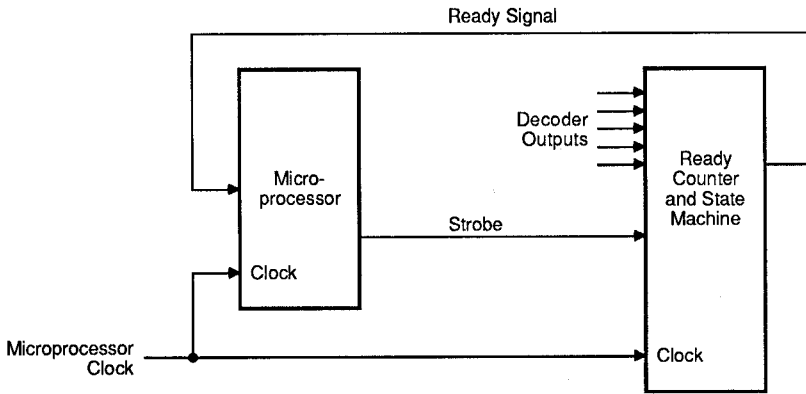 Ready Signal
Decoder
Outputs
Micro-
processor
Ready
Counter
and State
Machine
Strobe
Clock
Microprocessor
Clock
Clock